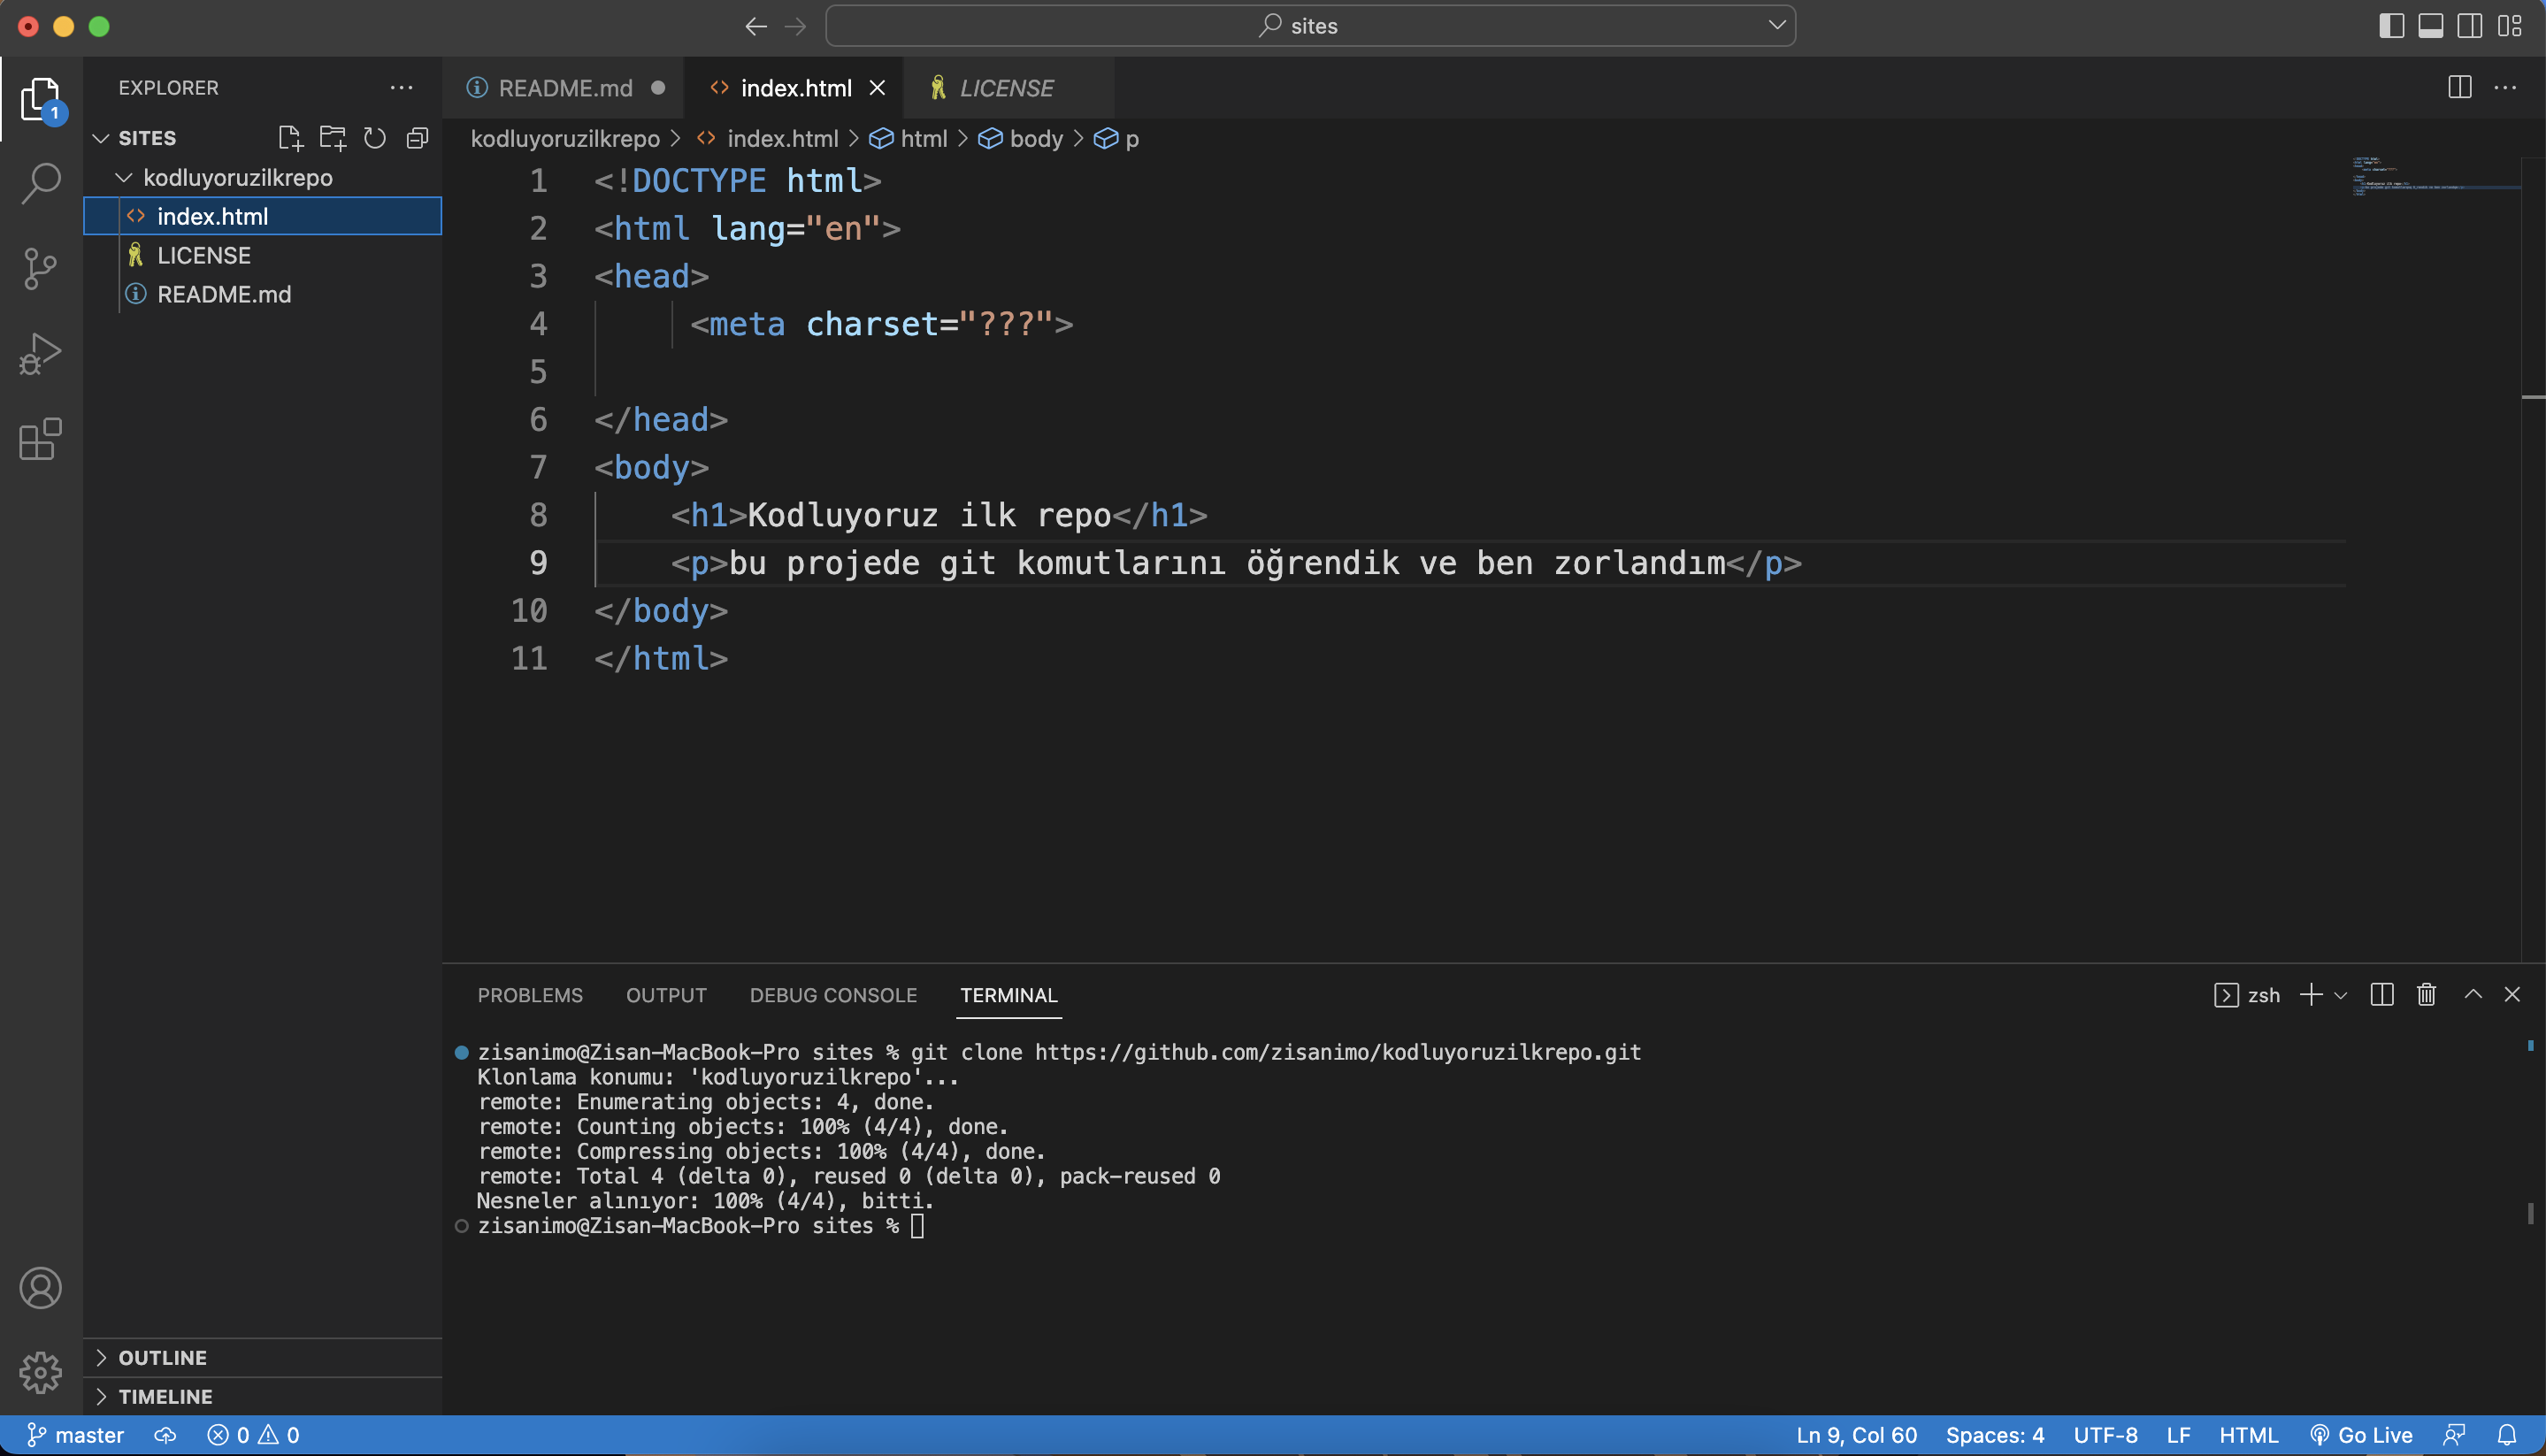 sites
EXPLORER
SITES
kodluyoruzilkrepo
index.html
LICENSE
README.md
OUTLINE
TIMELINE
1
README.md
index.html
LICENSE
kodluyoruzilkrepo > index.html > html > body > p
1 <!DOCTYPE html>
2 <html lang="en">
3 <head>
4 <meta charset="???">
5
6 </head>
7 <body>
8 <h1>Kodluyoruz ilk repo</h1>
9 <p>bu projede git komutlarını öğrendik ve ben zorlandım</p>
10 </body>
11 </html>
PROBLEMS OUTPUT DEBUG CONSOLE TERMINAL
zsh
zisanimo@Zisan-MacBook-Pro sites % git clone https://github.com/zisanimo/kodluyoruzilkrepo.git
Klonlama konumu: 'kodluyoruzilkrepo'...
remote: Enumerating objects: 4, done.
remote: Counting objects: 100% (4/4), done.
remote: Compressing objects: 100% (4/4), done.
remote: Total 4 (delta 0), reused 0 (delta 0), pack-reused 0
Nesneler alınıyor: 100% (4/4), bitti.
zisanimo@Zisan-MacBook-Pro sites %
master 0 0 Ln 9, Col 60 Spaces: 4 UTF-8 LF HTML Go Live